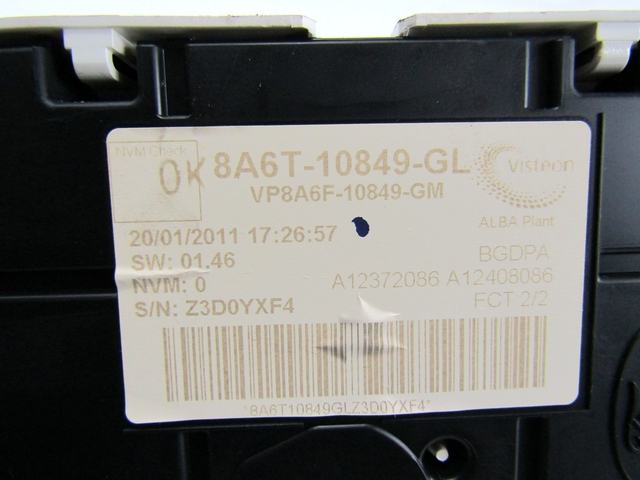 NVM Check
OK
8A6T-10849-GL
VP8A6F-10849-GM
Visteon
ALBA Plant
20/01/2011 17:26:57
SW: 01.46
NVM: 0
S/N: Z3D0YXF4
BGDPA
A12372086 A12408086
FCT 2/2
*8A6T10849GLZ3D0YXF4*